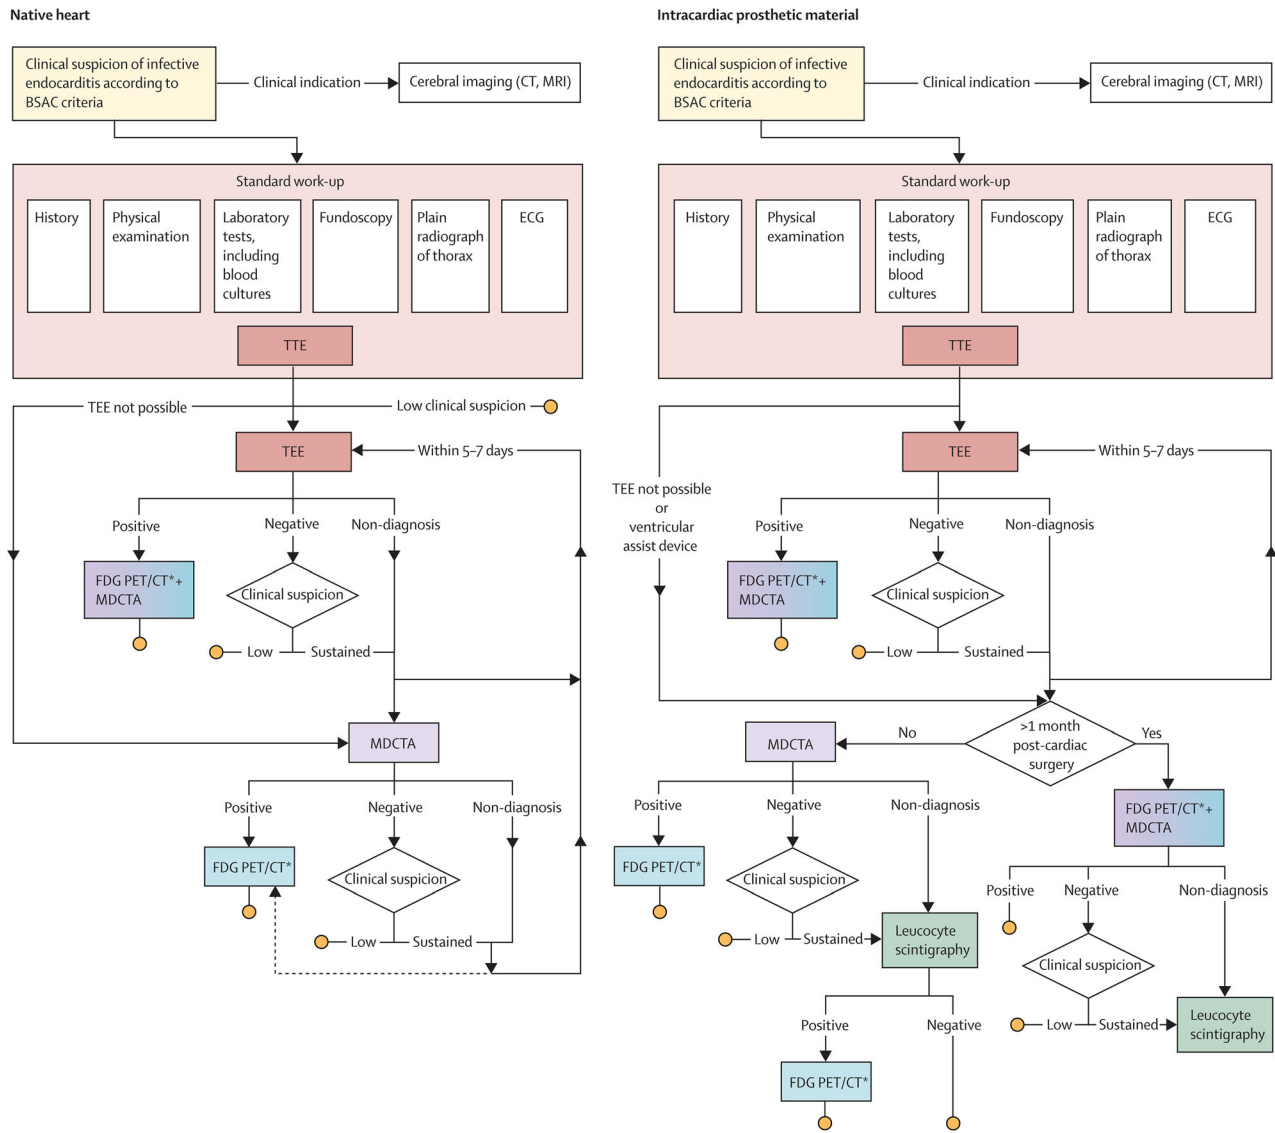 Native heart
Clinical suspicion of infective
endocarditis according to
BSAC criteria
Clinical indication
Cerebral imaging (CT, MRI)
Standard work-up
History
Physical
examination
Laboratory
tests,
including
blood
cultures
Fundoscopy
Plain
radiograph
of thorax
ECG
TTE
TEE not possible
Low clinical suspicion
TEE
Within 5–7 days
Positive
Negative
Non-diagnosis
FDG PET/CT*+
MDCTA
Clinical suspicion
Low
Sustained
MDCTA
Positive
Negative
Non-diagnosis
FDG PET/CT*
Clinical suspicion
Low
Sustained
Intracardiac prosthetic material
Clinical suspicion of infective
endocarditis according to
BSAC criteria
Clinical indication
Cerebral imaging (CT, MRI)
Standard work-up
History
Physical
examination
Laboratory
tests,
including
blood
cultures
Fundoscopy
Plain
radiograph
of thorax
ECG
TTE
TEE
Within 5–7 days
TEE not possible
or
ventricular
assist device
Positive
Negative
Non-diagnosis
FDG PET/CT*+
MDCTA
Clinical suspicion
Low
Sustained
>1 month
post-cardiac
surgery
No
Yes
MDCTA
Positive
Negative
Non-diagnosis
FDG PET/CT*
Clinical suspicion
Low
Sustained
Leucocyte
scintigraphy
Positive
Negative
FDG PET/CT*
FDG PET/CT*+
MDCTA
Positive
Negative
Non-diagnosis
Clinical suspicion
Low
Sustained
Leucocyte
scintigraphy